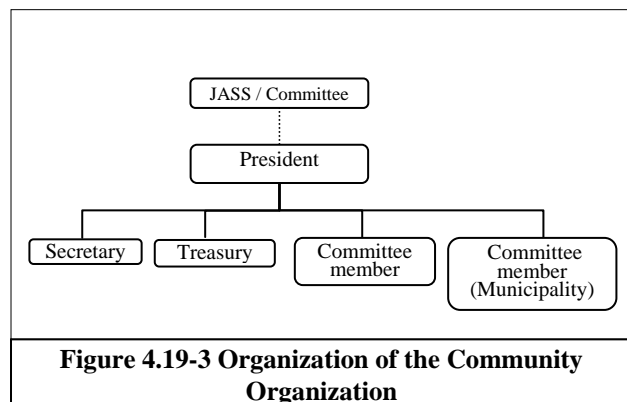 JASS / Committee
President
Secretary
Treasury
Committee
member
Committee
member
(Municipality)
Figure 4.19-3 Organization of the Community
Organization